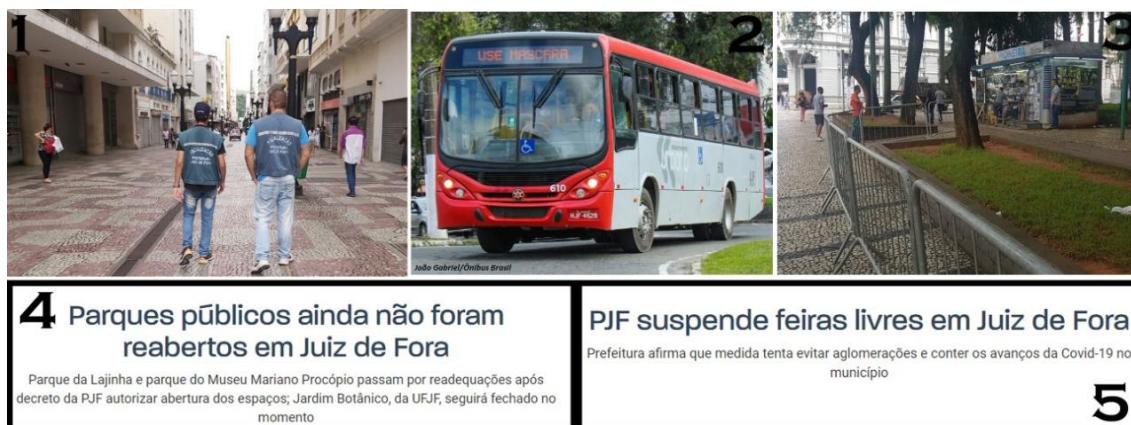 1
2
3
USE MASCARA
610
João Gabriel/Ônibus Brasil
4
Parques públicos ainda não foram
reabertos em Juiz de Fora
Parque da Lajinha e parque do Museu Mariano Procópio passam por readequações após
decreto da PJF autorizar abertura dos espaços; Jardim Botânico, da UFJF, seguirá fechado no
momento
PJF suspende feiras livres em Juiz de Fora
Prefeitura afirma que medida tenta evitar aglomerações e conter os avanços da Covid-19 no
município
5